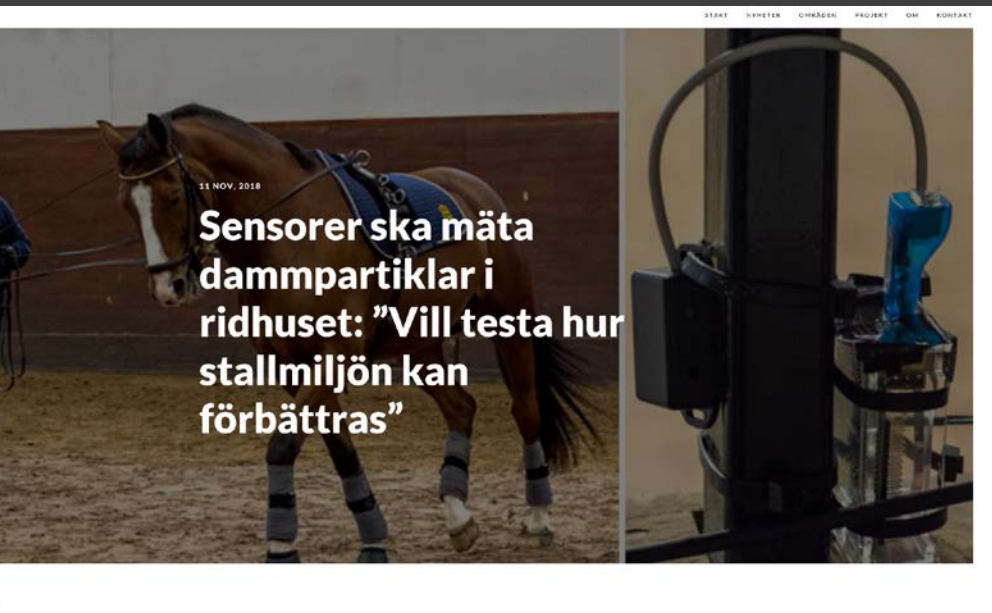 START NYHETER OMRÅDEN PROJEKT OM KONTAKT
11 NOV, 2018
Sensorer ska mäta
dammpartiklar i
ridhuset: ”Vill testa hur
stallmiljön kan
förbättras”